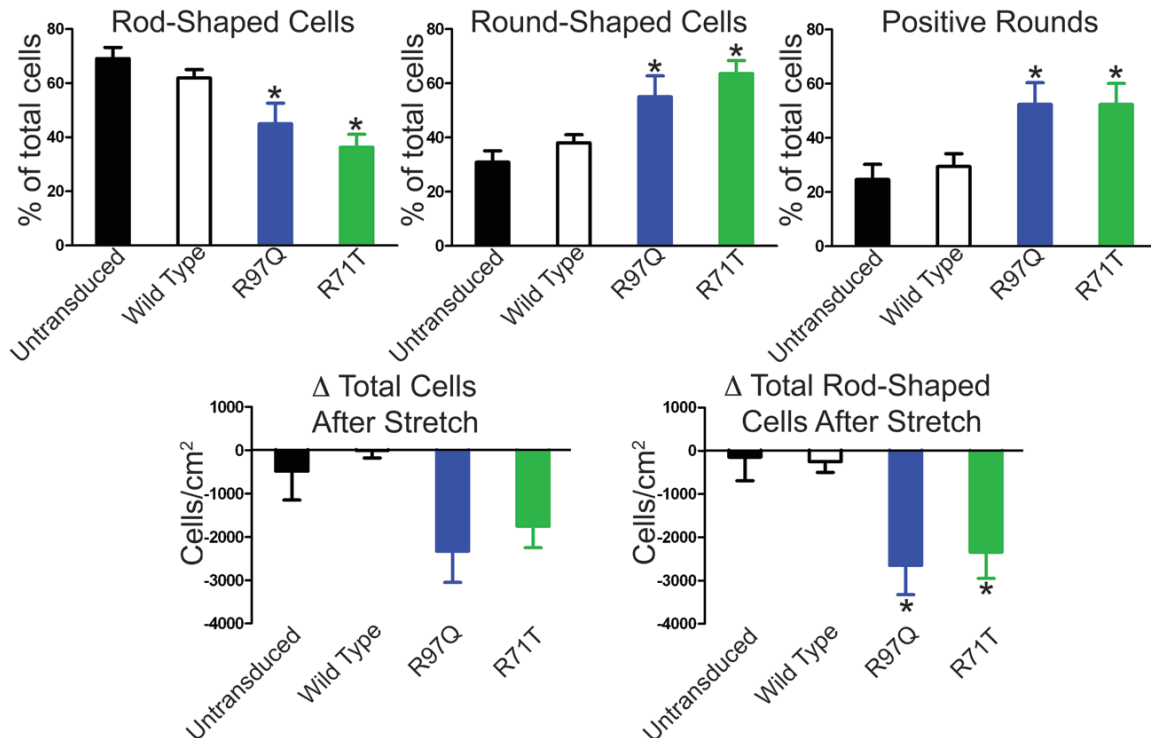 Rod-Shaped Cells
% of total cells
80
60
40
20
0
*
*
Untransduced
Wild Type
R97Q
R71T
Round-Shaped Cells
% of total cells
80
60
40
20
0
*
*
Untransduced
Wild Type
R97Q
R71T
Positive Rounds
% of total cells
80
60
40
20
0
*
*
Untransduced
Wild Type
R97Q
R71T
Δ Total Cells
After Stretch
Cells/cm²
1000
0
-1000
-2000
-3000
-4000
Untransduced
Wild Type
R97Q
R71T
Δ Total Rod-Shaped
Cells After Stretch
Cells/cm²
1000
0
-1000
-2000
-3000
-4000
*
*
Untransduced
Wild Type
R97Q
R71T